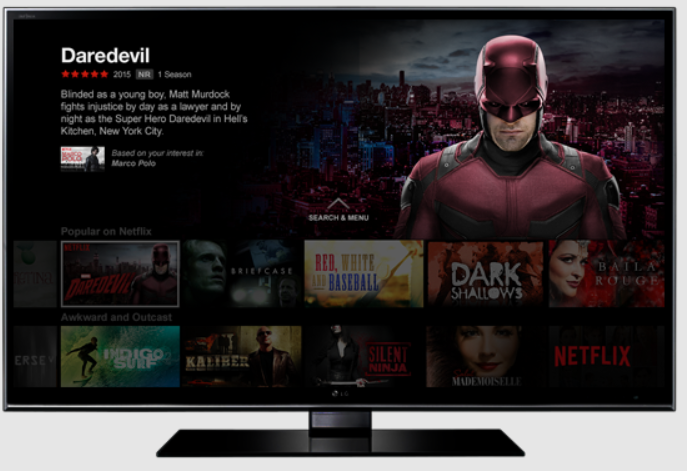 Daredevil
2015 NR 1 Season
Blinded as a young boy, Matt Murdock
fights injustice by day as a lawyer and by
night as the Super Hero Daredevil in Hell's
Kitchen, New York City.
Based on your interest in:
Marco Polo
SEARCH & MENU
Popular on Netflix
NETFLIX
DAREDEVIL
BRIEFCASE
#1
RED, WHITE
AND BASEBALL
DARK
SHALLOWS
BAILA
ROUGE
Awkward and Outcast
INDIGO
SURF
KALIBER
SILENT
NINJA
MADEMOISELLE
NETFLIX
LG